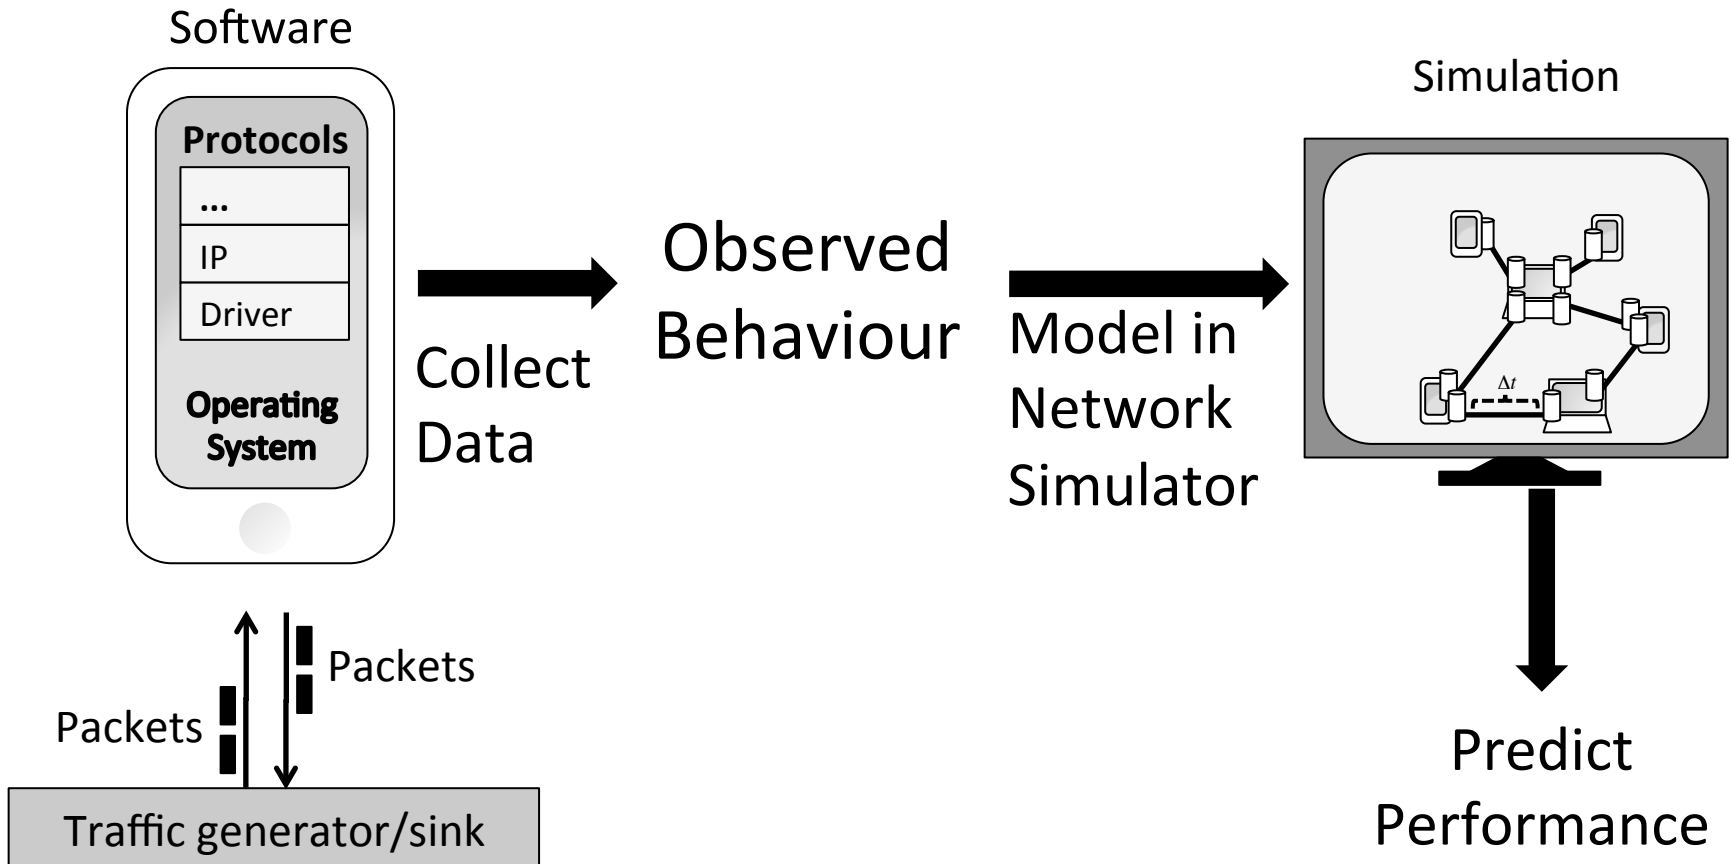 Software
Protocols
...
IP
Driver
Operating
System
Packets
Packets
Traffic generator/sink
Collect
Data
Observed
Behaviour
Model in
Network
Simulator
Simulation
Δt
Predict
Performance